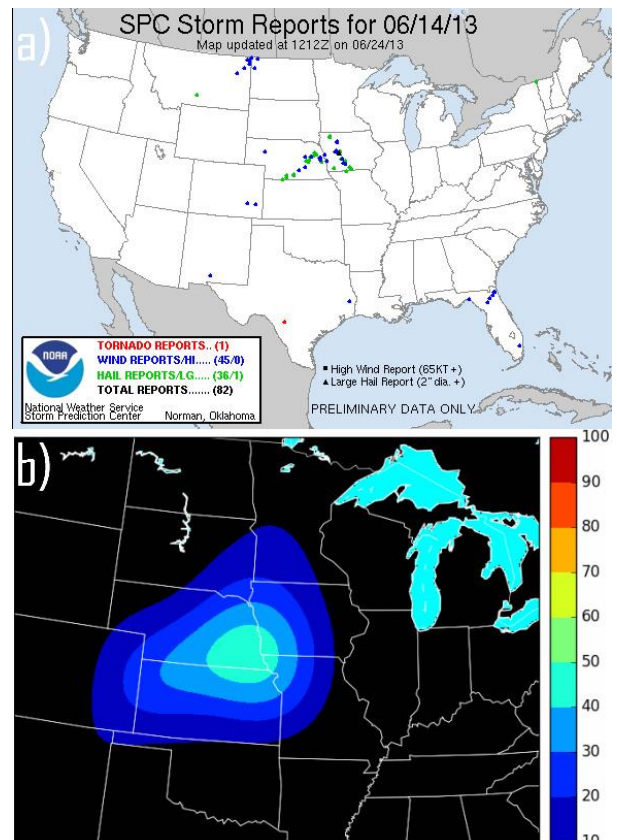 a)
SPC Storm Reports for 06/14/13
Map updated at 1212Z on 06/24/13
NOAA
TORNADO REPORTS.. (1)
WIND REPORTS/HI..... (45/0)
HAIL REPORTS/LG..... (36/1)
TOTAL REPORTS....... (82)
National Weather Service
Storm Prediction Center Norman, Oklahoma
■ High Wind Report (65KT +)
▲ Large Hail Report (2" dia. +)
PRELIMINARY DATA ONLY
b)
100
90
80
70
60
50
40
30
20
10